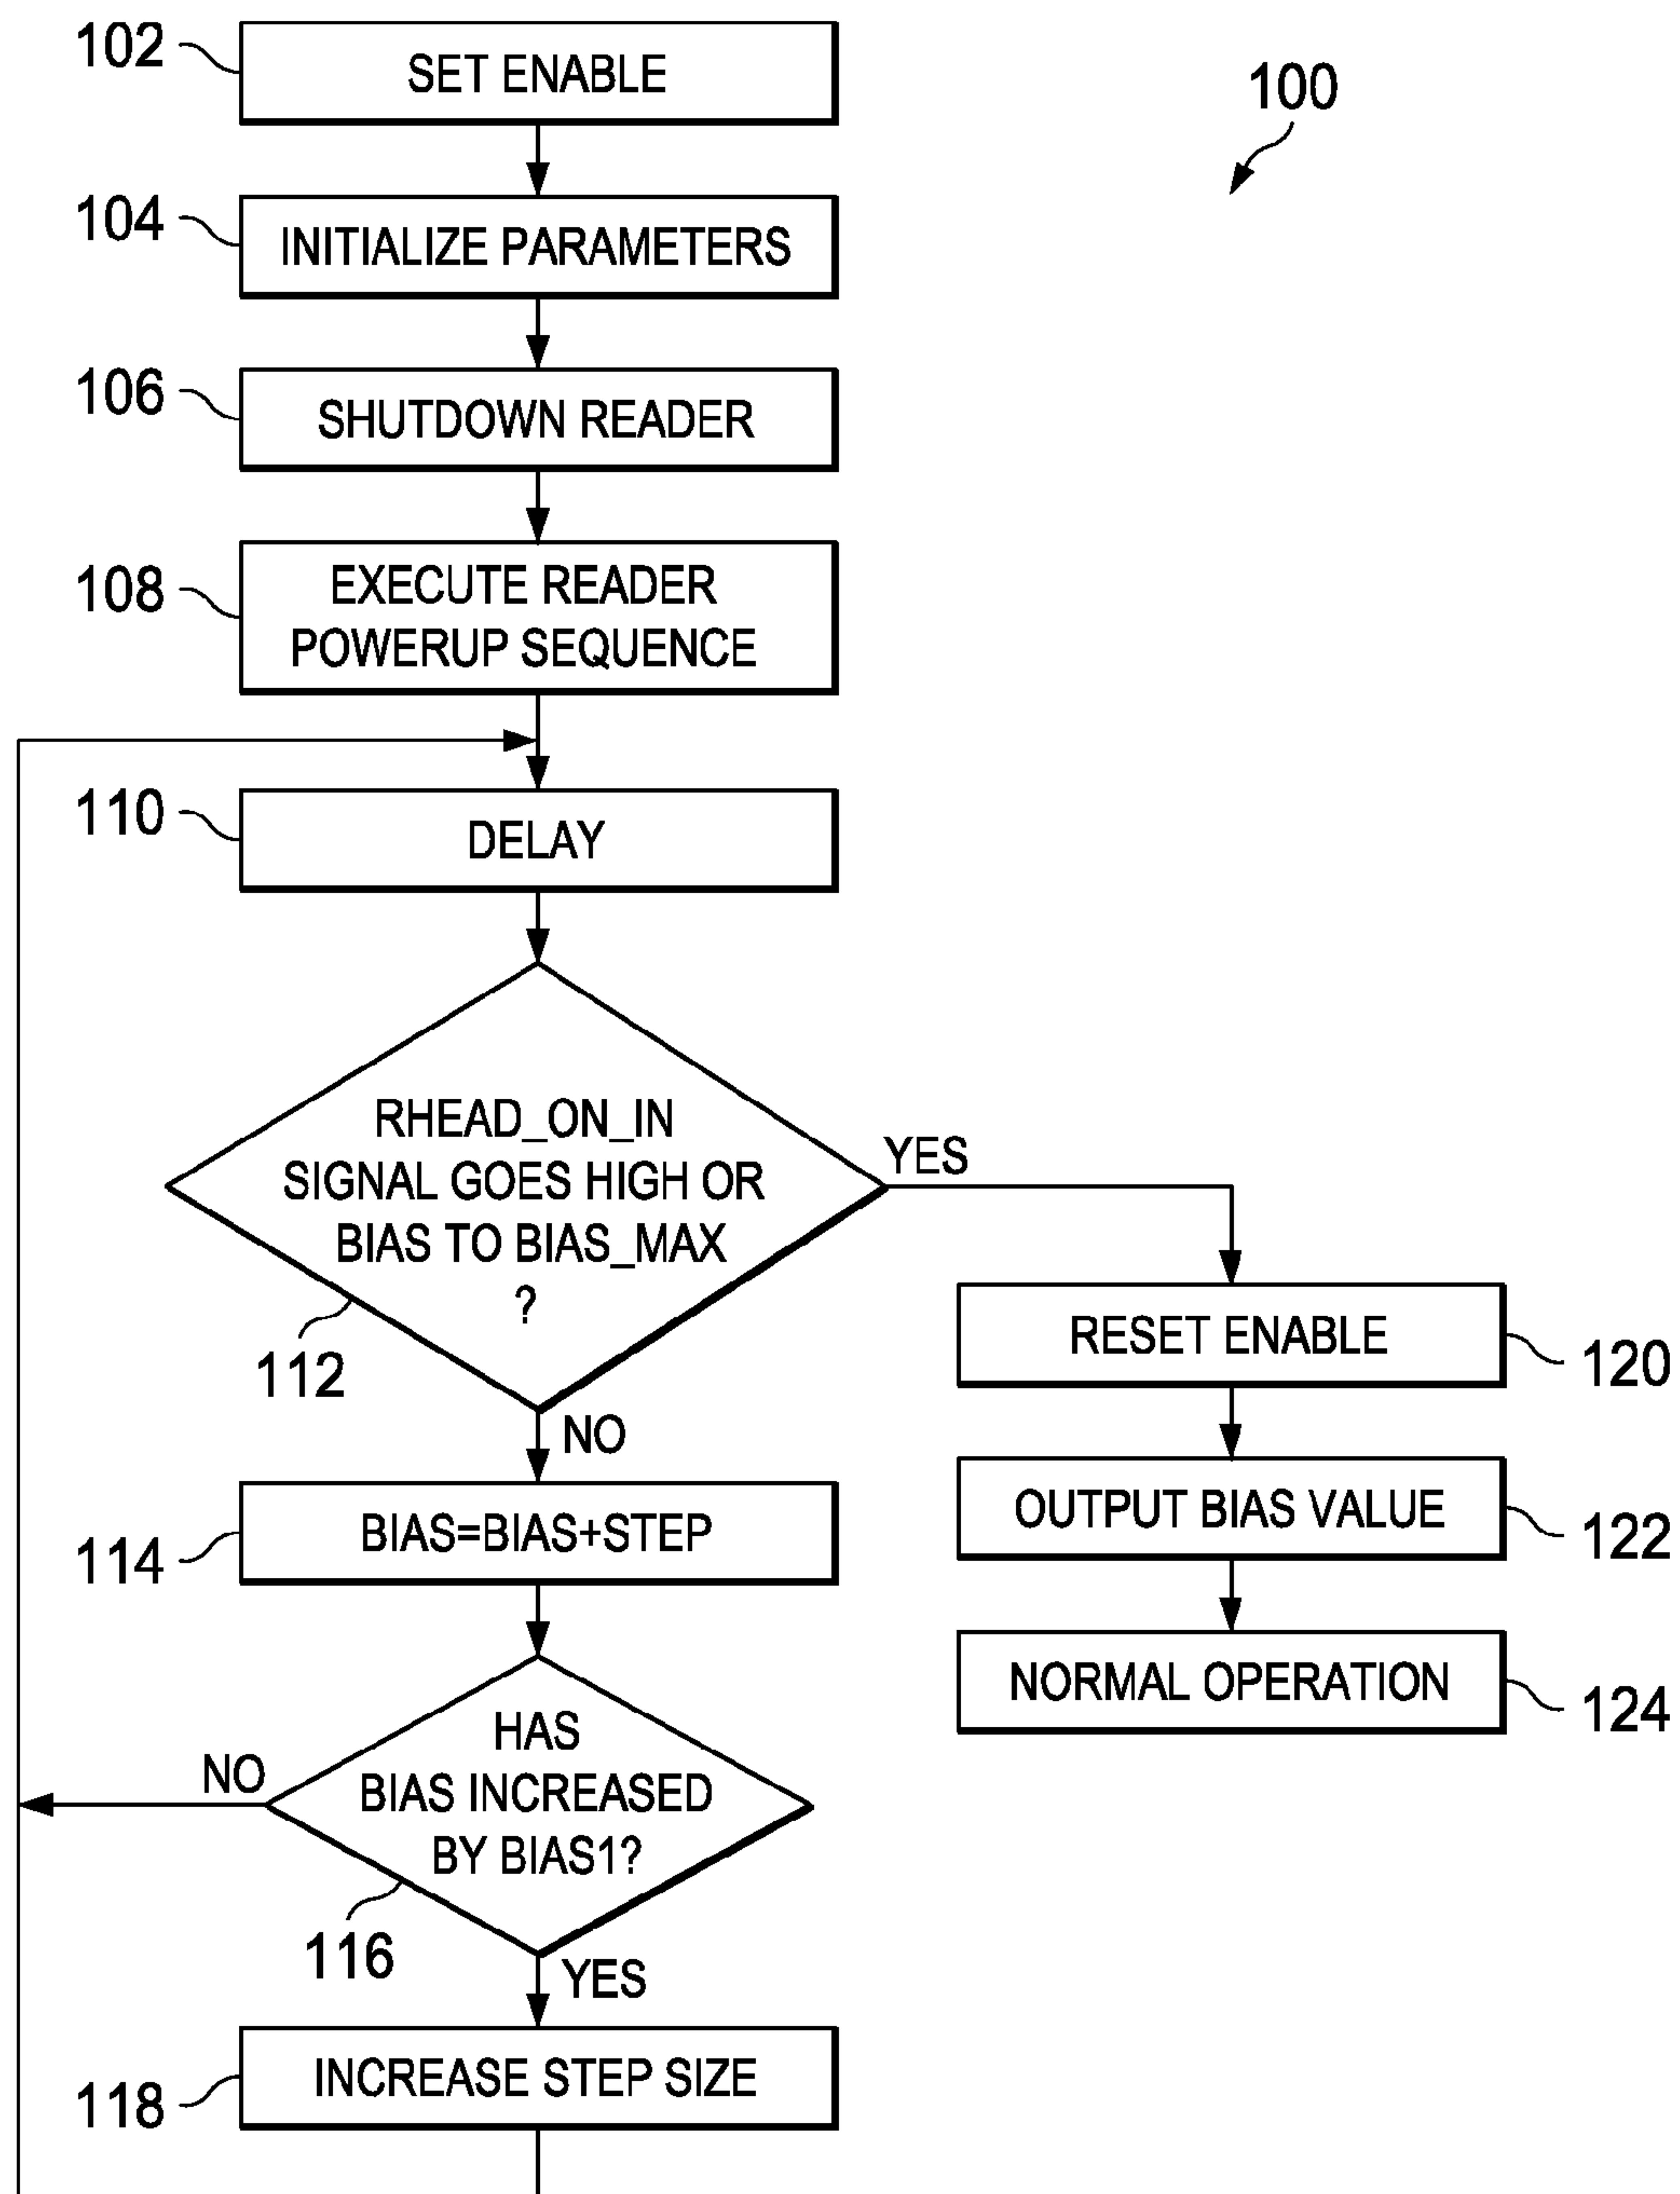 102
SET ENABLE
100
104
INITIALIZE PARAMETERS
106
SHUTDOWN READER
108
EXECUTE READER
POWERUP SEQUENCE
110
DELAY
RHEAD_ON_IN
SIGNAL GOES HIGH OR
BIAS TO BIAS_MAX
?
YES
112
NO
RESET ENABLE
120
114
BIAS=BIAS+STEP
OUTPUT BIAS VALUE
122
NORMAL OPERATION
124
HAS
BIAS INCREASED
BY BIAS1?
NO
116
YES
118
INCREASE STEP SIZE